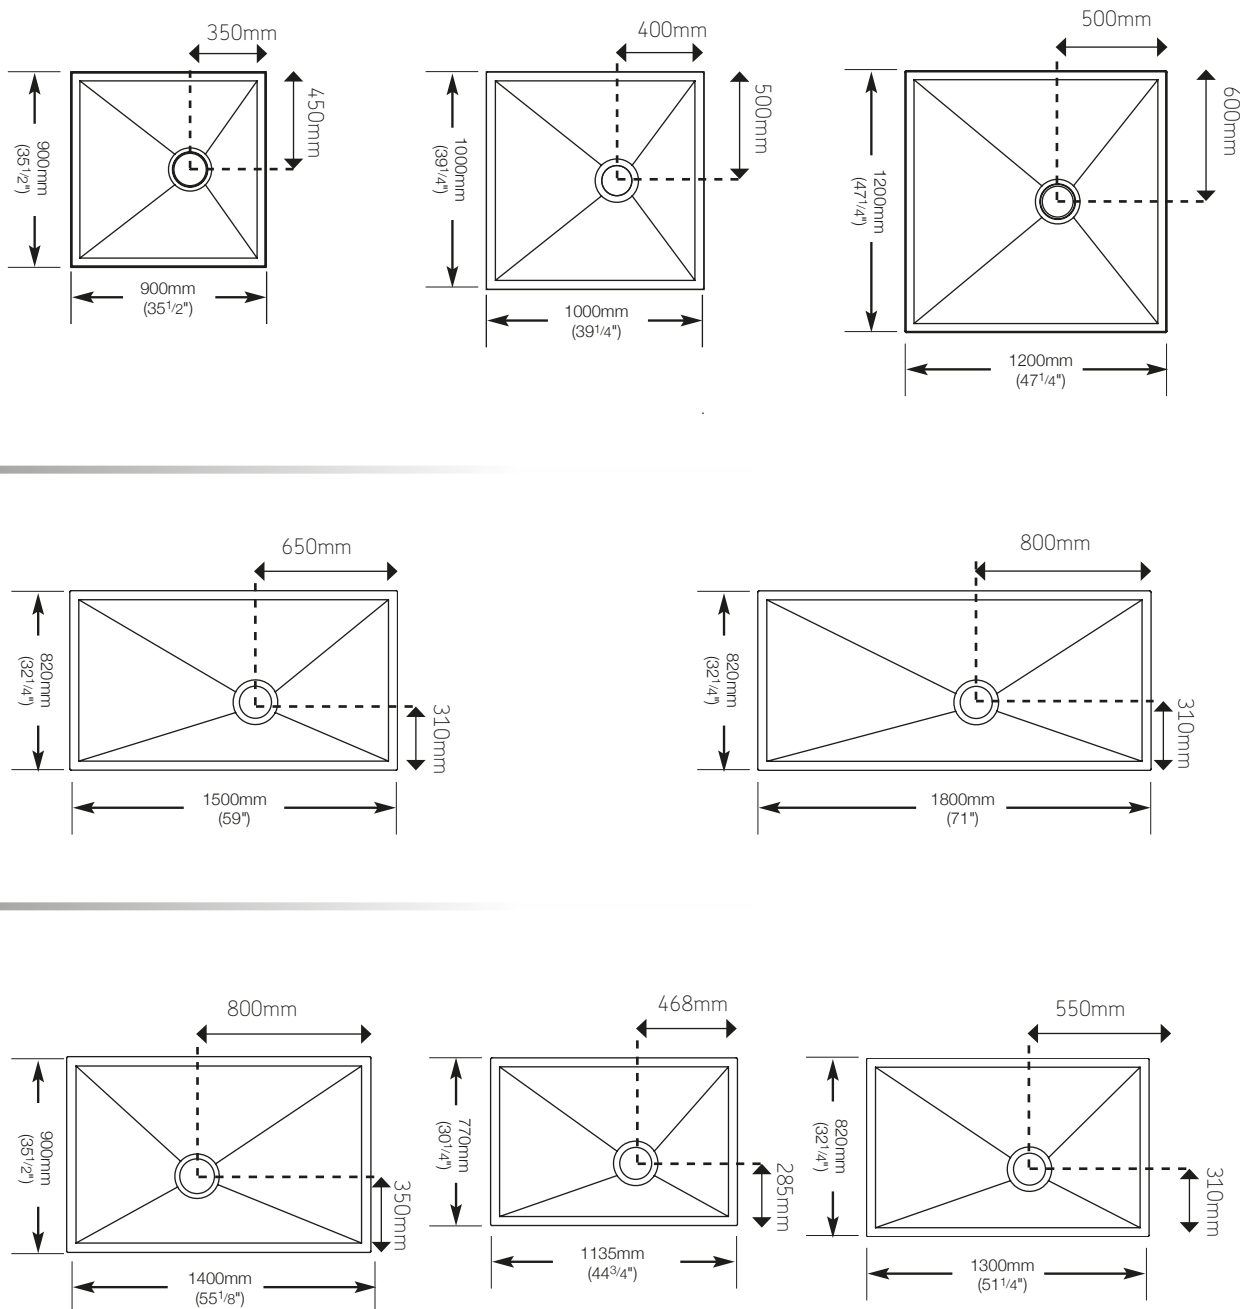 350mm
450mm
900mm
(35 1/2")
900mm
(35 1/2")
400mm
500mm
1000mm
(39 1/4")
1000mm
(39 1/4")
500mm
600mm
1200mm
(47 1/4")
1200mm
(47 1/4")
650mm
820mm
(32 1/4")
310mm
1500mm
(59")
800mm
820mm
(32 1/4")
310mm
1800mm
(71")
800mm
900mm
(35 1/2")
350mm
1400mm
(55 1/8")
468mm
770mm
(30 1/4")
285mm
1135mm
(44 3/4")
550mm
820mm
(32 1/4")
310mm
1300mm
(51 1/4")